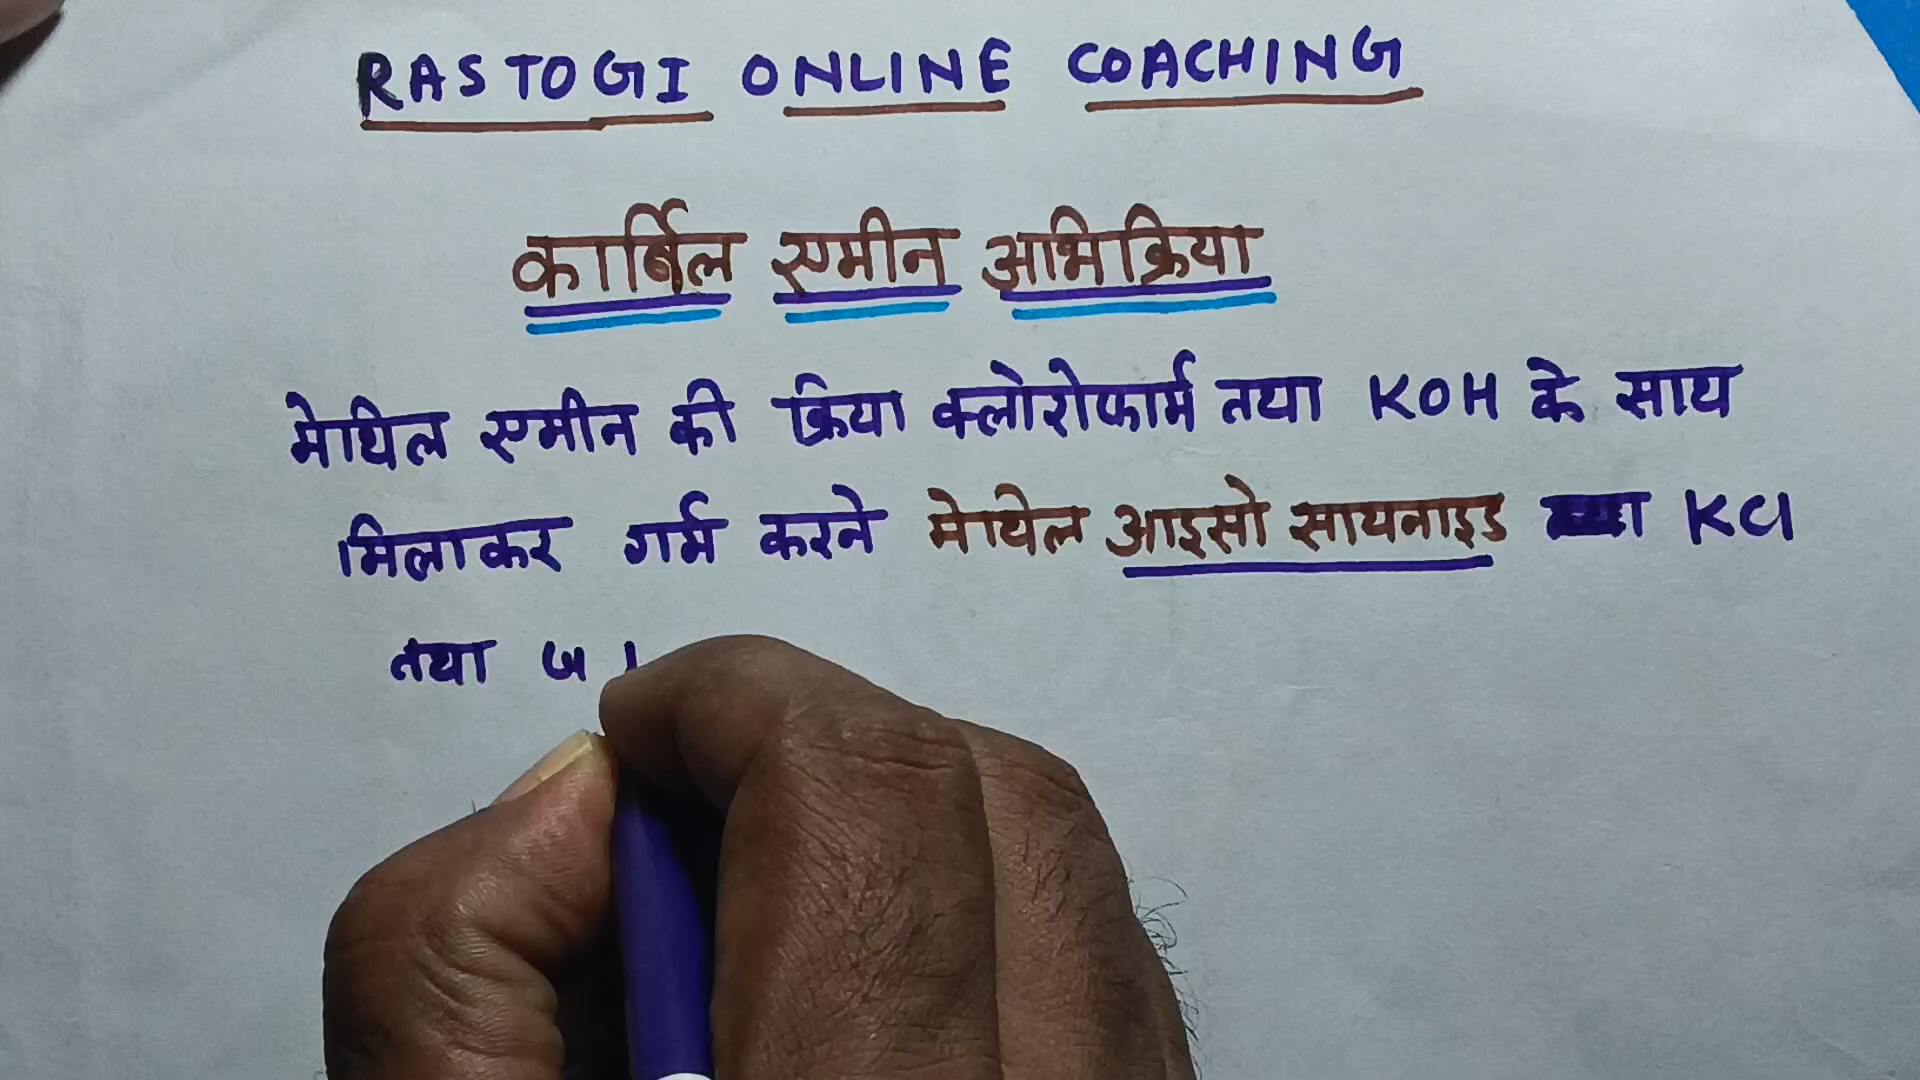 RASTOGI ONLINE COACHING
कार्बिल एमीन अभिक्रिया
मेथिल एमीन की क्रिया क्लोरोफार्म तथा KOH के साथ
मिलाकर गर्म करने मेथिल आइसो सायनाइड KCl
तथा ज